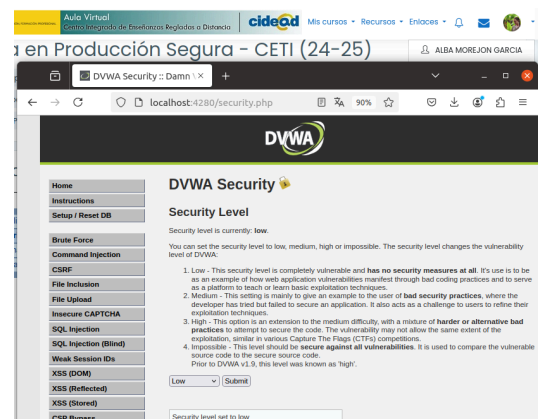 Aula Virtual
Centro Integrado de Enseñanzas Regladas a Distancia
cidead
Mis cursos
Recursos
Enlaces
en Producción Segura - CETI (24-25)
ALBA MOREJON GARCIA
DVWA Security :: Damn V
localhost:4280/security.php
90%
DVWA
Home
Instructions
Setup / Reset DB
Brute Force
Command Injection
CSRF
File Inclusion
File Upload
Insecure CAPTCHA
SQL Injection
SQL Injection (Blind)
Weak Session IDs
XSS (DOM)
XSS (Reflected)
XSS (Stored)
CSP Bypass
DVWA Security
Security Level
Security level is currently: low.
You can set the security level to low, medium, high or impossible. The security level changes the vulnerability
level of DVWA:
1. Low - This security level is completely vulnerable and has no security measures at all. It's use is to be
as an example of how web application vulnerabilities manifest through bad coding practices and to serve
as a platform to teach or learn basic exploitation techniques.
2. Medium - This setting is mainly to give an example to the user of bad security practices, where the
developer has tried but failed to secure an application. It also acts as a challenge to users to refine their
exploitation techniques.
3. High - This option is an extension to the medium difficulty, with a mixture of harder or alternative bad
practices to attempt to secure the code. The vulnerability may not allow the same extent of the
exploitation, similar in various Capture The Flags (CTFs) competitions.
4. Impossible - This level should be secure against all vulnerabilities. It is used to compare the vulnerable
source code to the secure source code.
Prior to DVWA v1.9, this level was known as 'high'.
Low
Submit
Security level set to low